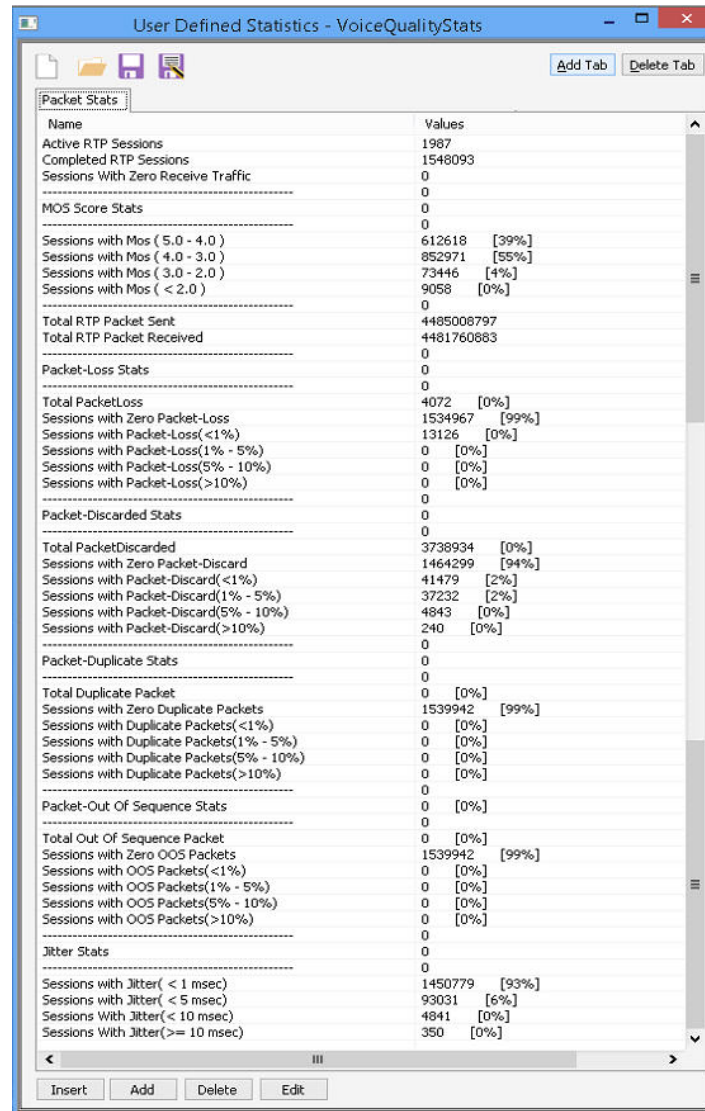 User Defined Statistics - VoiceQualityStats
Add Tab Delete Tab
Packet Stats
Name Values
Active RTP Sessions 1987
Completed RTP Sessions 1548093
Sessions With Zero Receive Traffic 0
------------------------------------------------ 0
MOS Score Stats 0
------------------------------------------------ 0
Sessions with Mos ( 5.0 - 4.0 ) 612618 [39%]
Sessions with Mos ( 4.0 - 3.0 ) 852971 [55%]
Sessions with Mos ( 3.0 - 2.0 ) 73446 [4%]
Sessions with Mos ( < 2.0 ) 9058 [0%]
------------------------------------------------ 0
Total RTP Packet Sent 4485008797
Total RTP Packet Received 4481760883
------------------------------------------------ 0
Packet-Loss Stats 0
------------------------------------------------ 0
Total PacketLoss 4072 [0%]
Sessions with Zero Packet-Loss 1534967 [99%]
Sessions with Packet-Loss(<1%) 13126 [0%]
Sessions with Packet-Loss(1% - 5%) 0 [0%]
Sessions with Packet-Loss(5% - 10%) 0 [0%]
Sessions with Packet-Loss(>10%) 0 [0%]
------------------------------------------------ 0
Packet-Discarded Stats 0
------------------------------------------------ 0
Total PacketDiscarded 3738934 [0%]
Sessions with Zero Packet-Discard 1464299 [94%]
Sessions with Packet-Discard(<1%) 41479 [2%]
Sessions with Packet-Discard(1% - 5%) 37232 [2%]
Sessions with Packet-Discard(5% - 10%) 4843 [0%]
Sessions with Packet-Discard(>10%) 240 [0%]
------------------------------------------------ 0
Packet-Duplicate Stats 0
------------------------------------------------ 0
Total Duplicate Packet 0 [0%]
Sessions with Zero Duplicate Packets 1539942 [99%]
Sessions with Duplicate Packets(<1%) 0 [0%]
Sessions with Duplicate Packets(1% - 5%) 0 [0%]
Sessions with Duplicate Packets(5% - 10%) 0 [0%]
Sessions with Duplicate Packets(>10%) 0 [0%]
------------------------------------------------ 0
Packet-Out Of Sequence Stats 0 [0%]
------------------------------------------------ 0
Total Out Of Sequence Packet 0 [0%]
Sessions with Zero OOS Packets 1539942 [99%]
Sessions with OOS Packets(<1%) 0 [0%]
Sessions with OOS Packets(1% - 5%) 0 [0%]
Sessions with OOS Packets(5% - 10%) 0 [0%]
Sessions with OOS Packets(>10%) 0 [0%]
------------------------------------------------ 0
Jitter Stats 0
------------------------------------------------ 0
Sessions with Jitter( < 1 msec) 1450779 [93%]
Sessions with Jitter( < 5 msec) 93031 [6%]
Sessions With Jitter(< 10 msec) 4841 [0%]
Sessions With Jitter(>= 10 msec) 350 [0%]
Insert Add Delete Edit